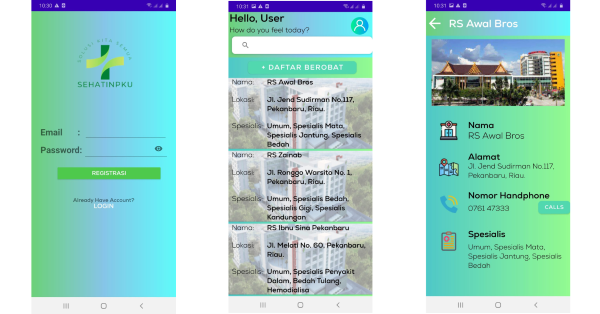 10:30
SOLUSI KITA SEMUA
SEHATINPKU
Email :
Password:
REGISTRASI
Already Have Account?
LOGIN
10:31
Hello, User
How do you feel today?
+ DAFTAR BEROBAT
Nama: RS Awal Bros
Lokasi: Jl. Jend Sudirman No.117,
Pekanbaru, Riau.
Spesialis: Umum, Spesialis Mata,
Spesialis Jantung, Spesialis
Bedah
Nama: RS Zainab
Lokasi: Jl. Ronggo Warsito No. 1,
Pekanbaru, Riau.
Spesialis: Umum, Spesialis Bedah,
Spesialis Gigi, Spesialis
Kandungan
Nama: RS Ibnu Sina Pekanbaru
Lokasi: Jl. Melati No. 60, Pekanbaru,
Riau.
Spesialis: Umum, Spesialis Penyakit
Dalam, Bedah Tulang,
Hemodialisa
10:31
RS Awal Bros
Nama
RS Awal Bros
Alamat
Jl. Jend Sudirman No.117,
Pekanbaru, Riau.
Nomor Handphone
0761 47333
CALLS
Spesialis
Umum, Spesialis Mata,
Spesialis Jantung, Spesialis
Bedah